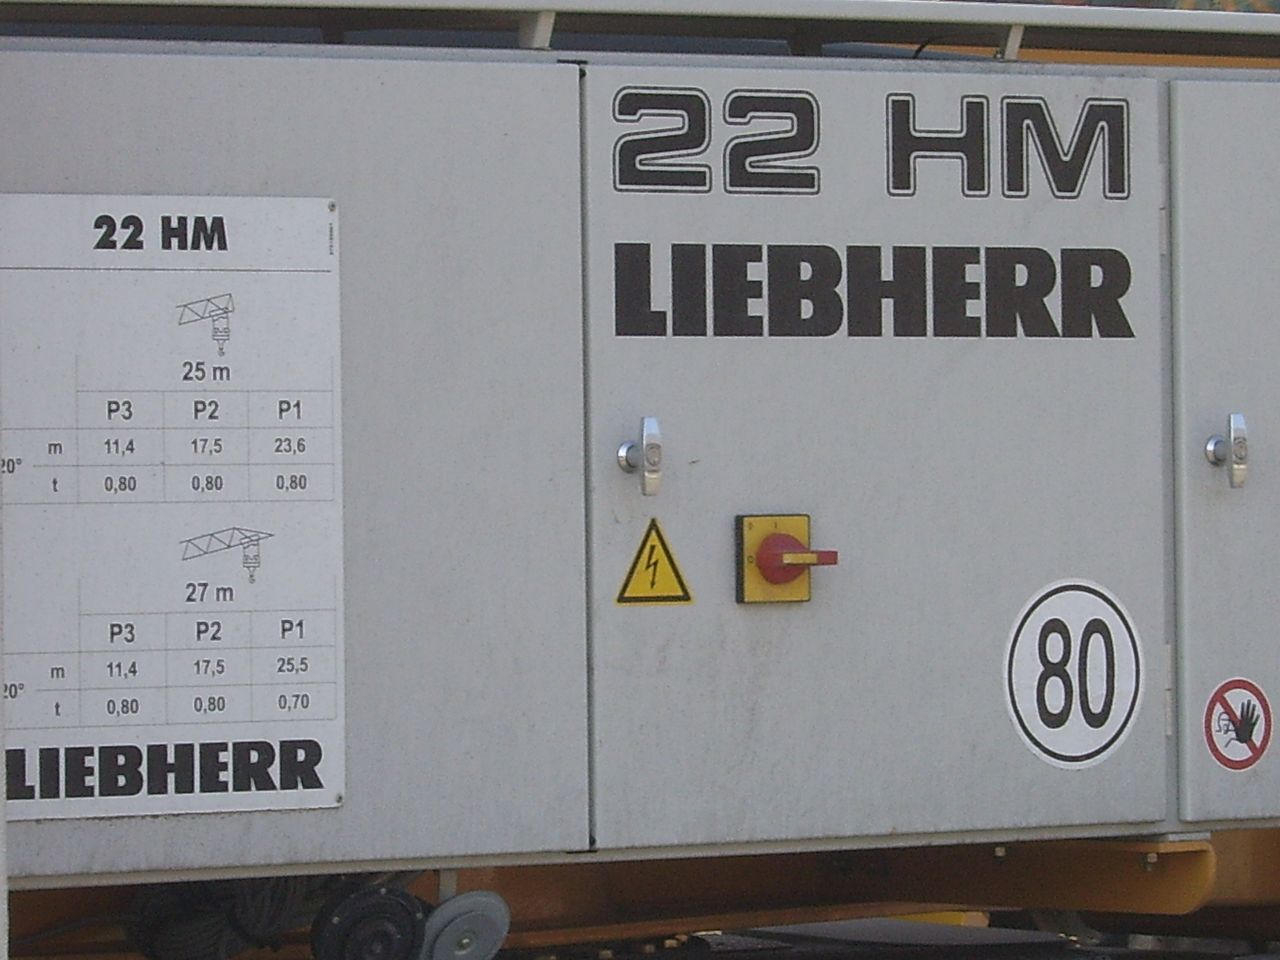 22 HM
25 m
P3 P2 P1
m 11,4 17,5 23,6
20°
t 0,80 0,80 0,80
27 m
P3 P2 P1
m 11,4 17,5 25,5
20°
t 0,80 0,80 0,70
LIEBHERR
22 HM
LIEBHERR
0 1
80